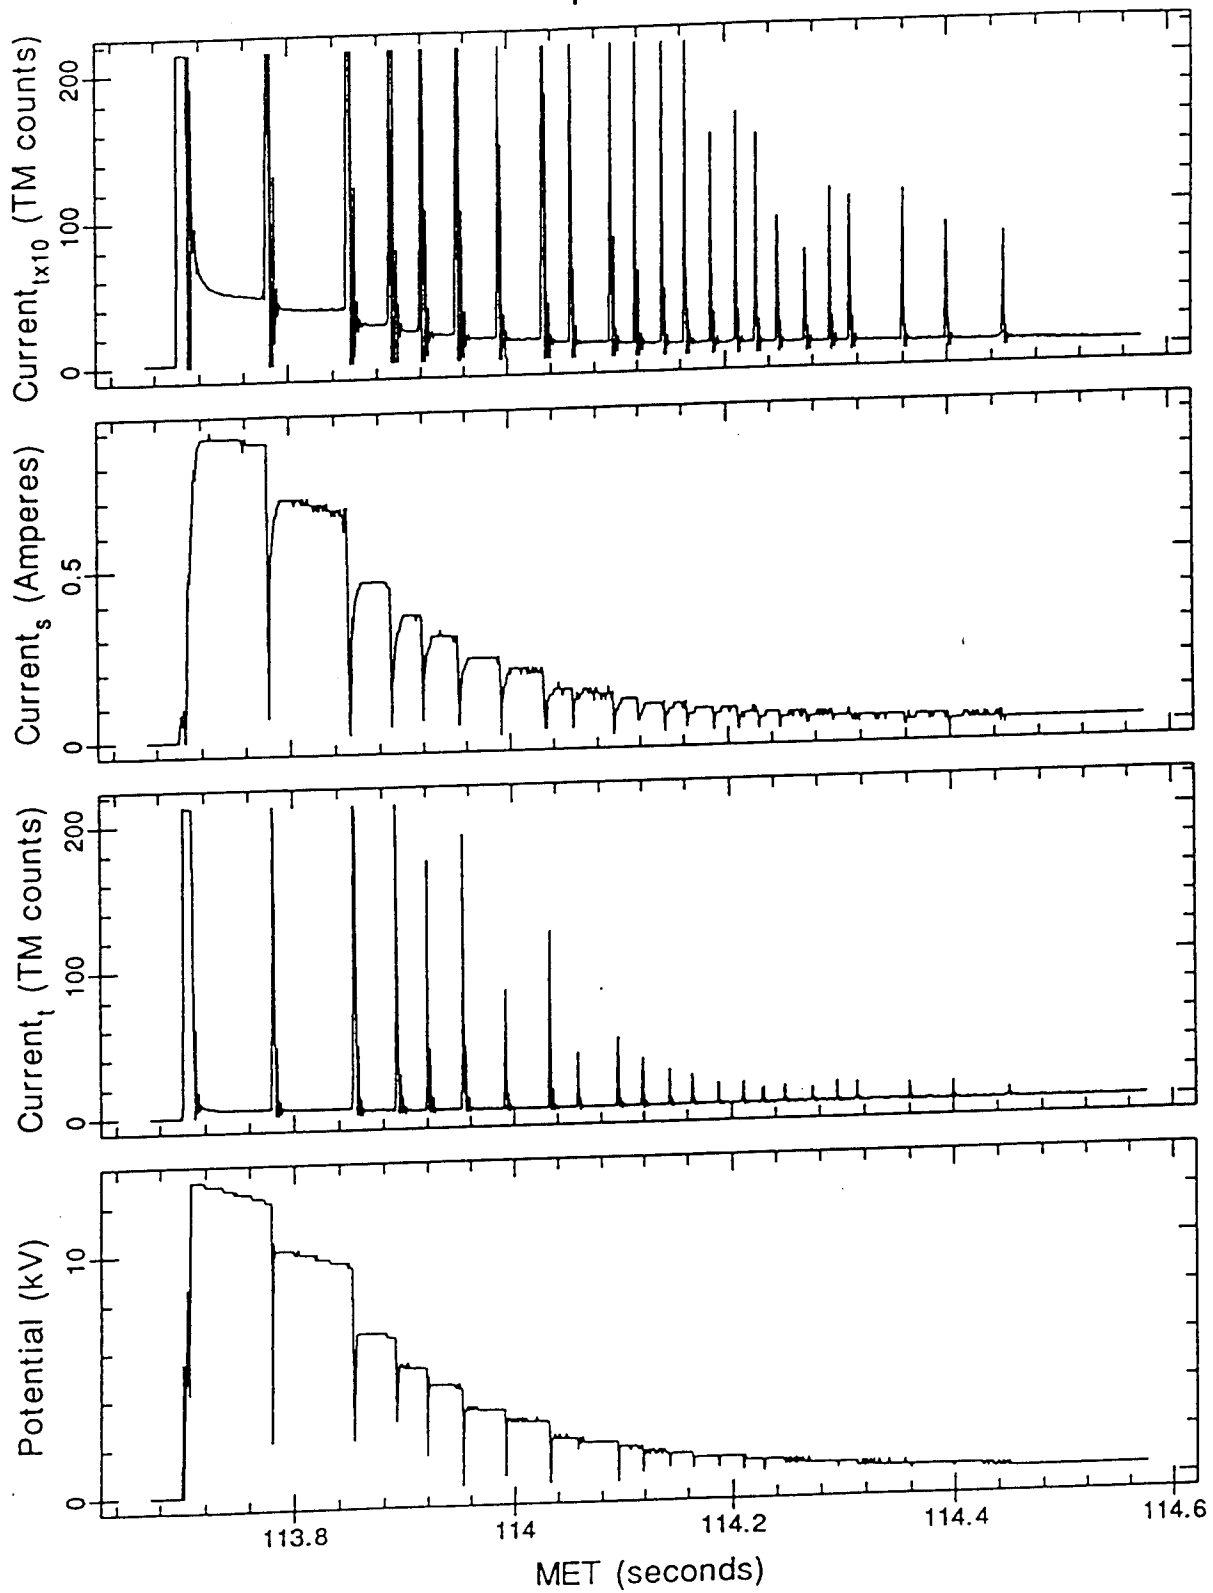 Current_tx10 (TM counts)
200
100
0
Current_s (Amperes)
0.5
0
Current_t (TM counts)
200
100
0
Potential (kV)
10
0
113.8 114 114.2 114.4 114.6
MET (seconds)